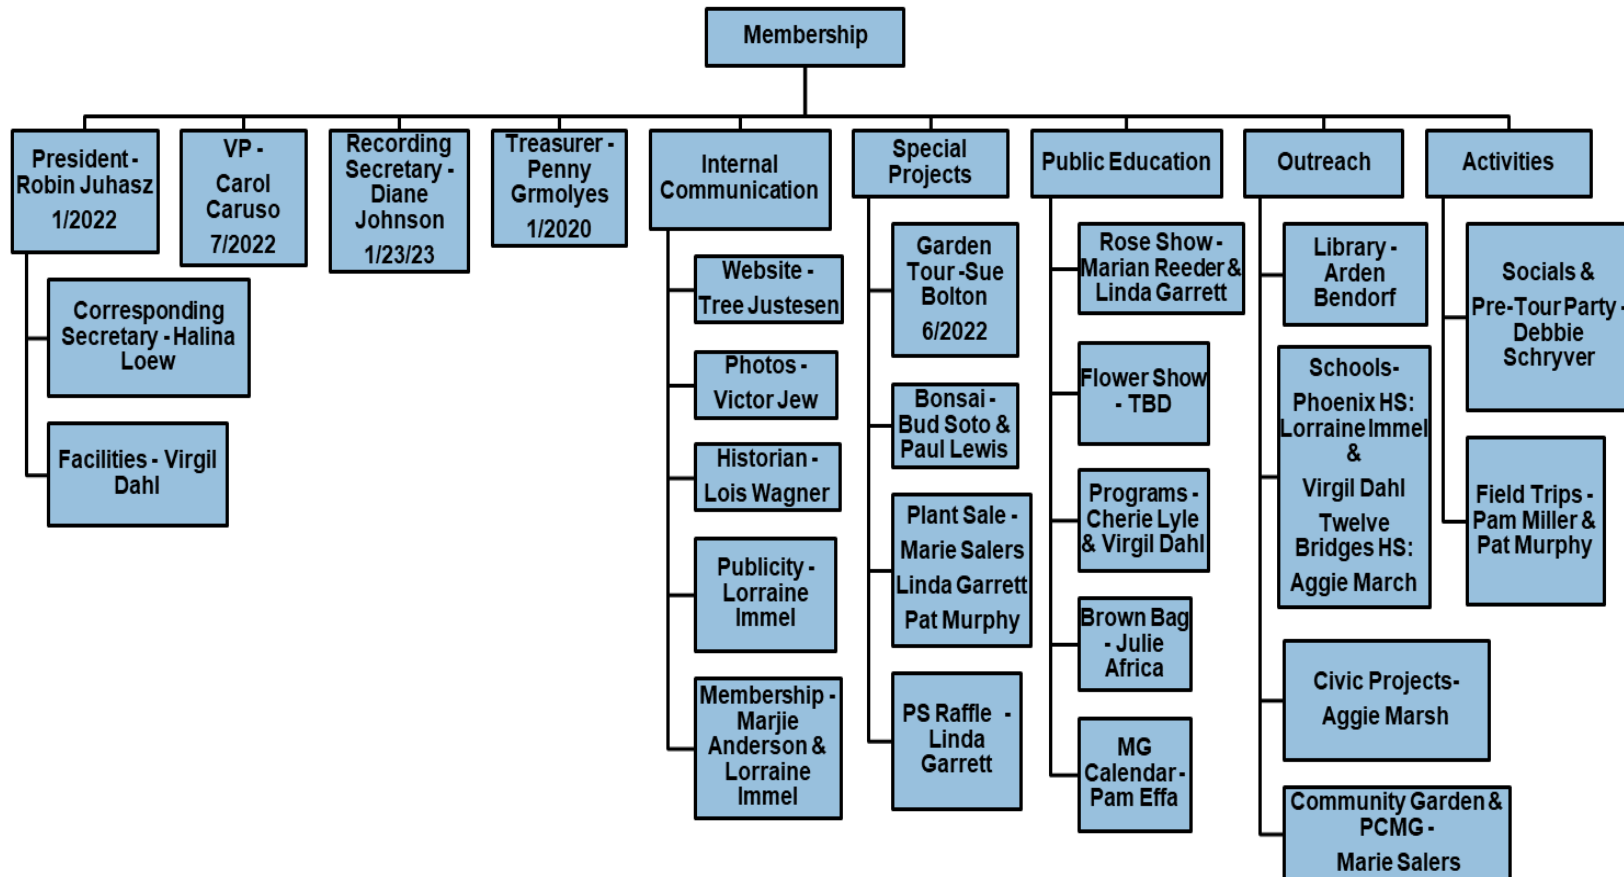 Membership
President -
Robin Juhasz
1/2022
VP -
Carol
Caruso
7/2022
Recording
Secretary -
Diane
Johnson
1/23/23
Treasurer -
Penny
Grmolyes
1/2020
Internal
Communication
Special
Projects
Public Education
Outreach
Activities
Corresponding
Secretary - Halina
Loew
Facilities - Virgil
Dahl
Website -
Tree Justesen
Photos -
Victor Jew
Historian -
Lois Wagner
Publicity -
Lorraine
Immel
Membership -
Marjie
Anderson &
Lorraine
Immel
Garden
Tour -Sue
Bolton
6/2022
Bonsai -
Bud Soto &
Paul Lewis
Plant Sale -
Marie Salers
Linda Garrett
Pat Murphy
PS Raffle -
Linda
Garrett
Rose Show -
Marian Reeder &
Linda Garrett
Flower Show
- TBD
Programs -
Cherie Lyle
& Virgil Dahl
Brown Bag
- Julie
Africa
MG
Calendar -
Pam Effa
Library -
Arden
Bendorf
Schools-
Phoenix HS:
Lorraine Immel
&
Virgil Dahl
Twelve
Bridges HS:
Aggie March
Civic Projects-
Aggie Marsh
Community Garden &
PCMG -
Marie Salers
Socials &
Pre-Tour Party -
Debbie
Schryver
Field Trips -
Pam Miller &
Pat Murphy